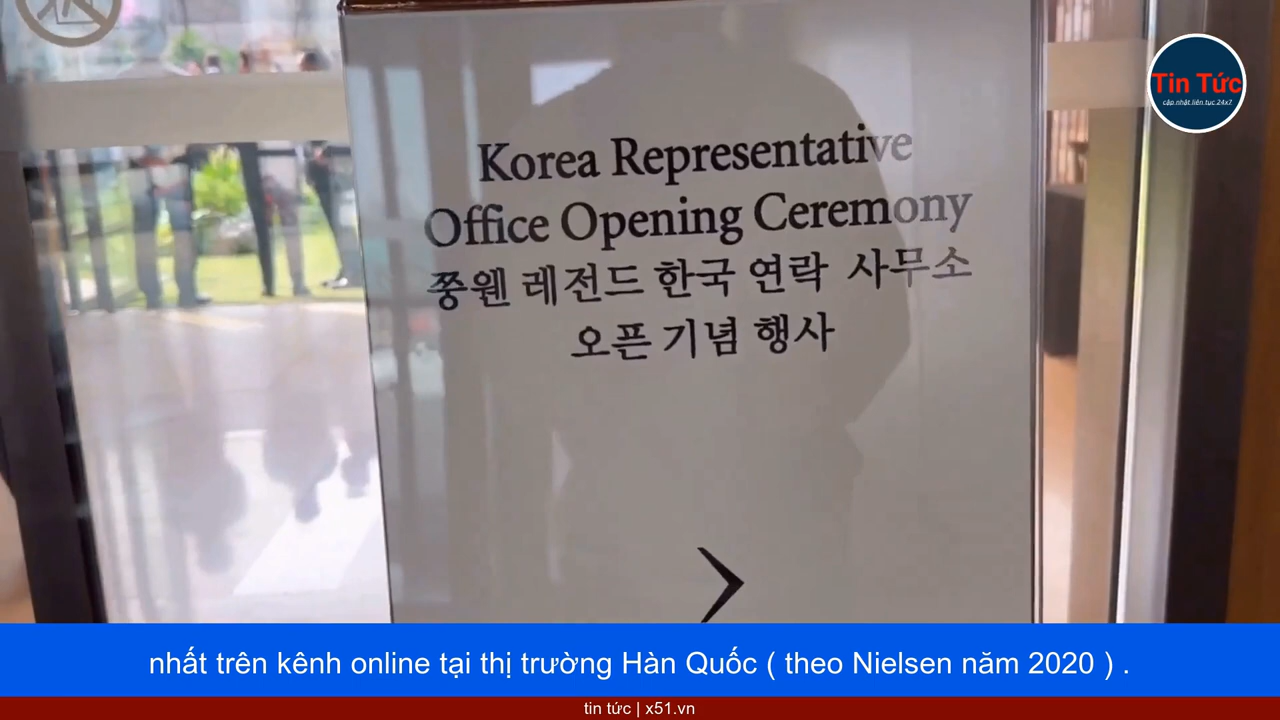 Tin Tức
cập nhật liên tục 24x7
Korea Representative
Office Opening Ceremony
쭝웬 레전드 한국 연락 사무소
오픈 기념 행사
nhất trên kênh online tại thị trường Hàn Quốc ( theo Nielsen năm 2020 ) .
tin tức | x51.vn